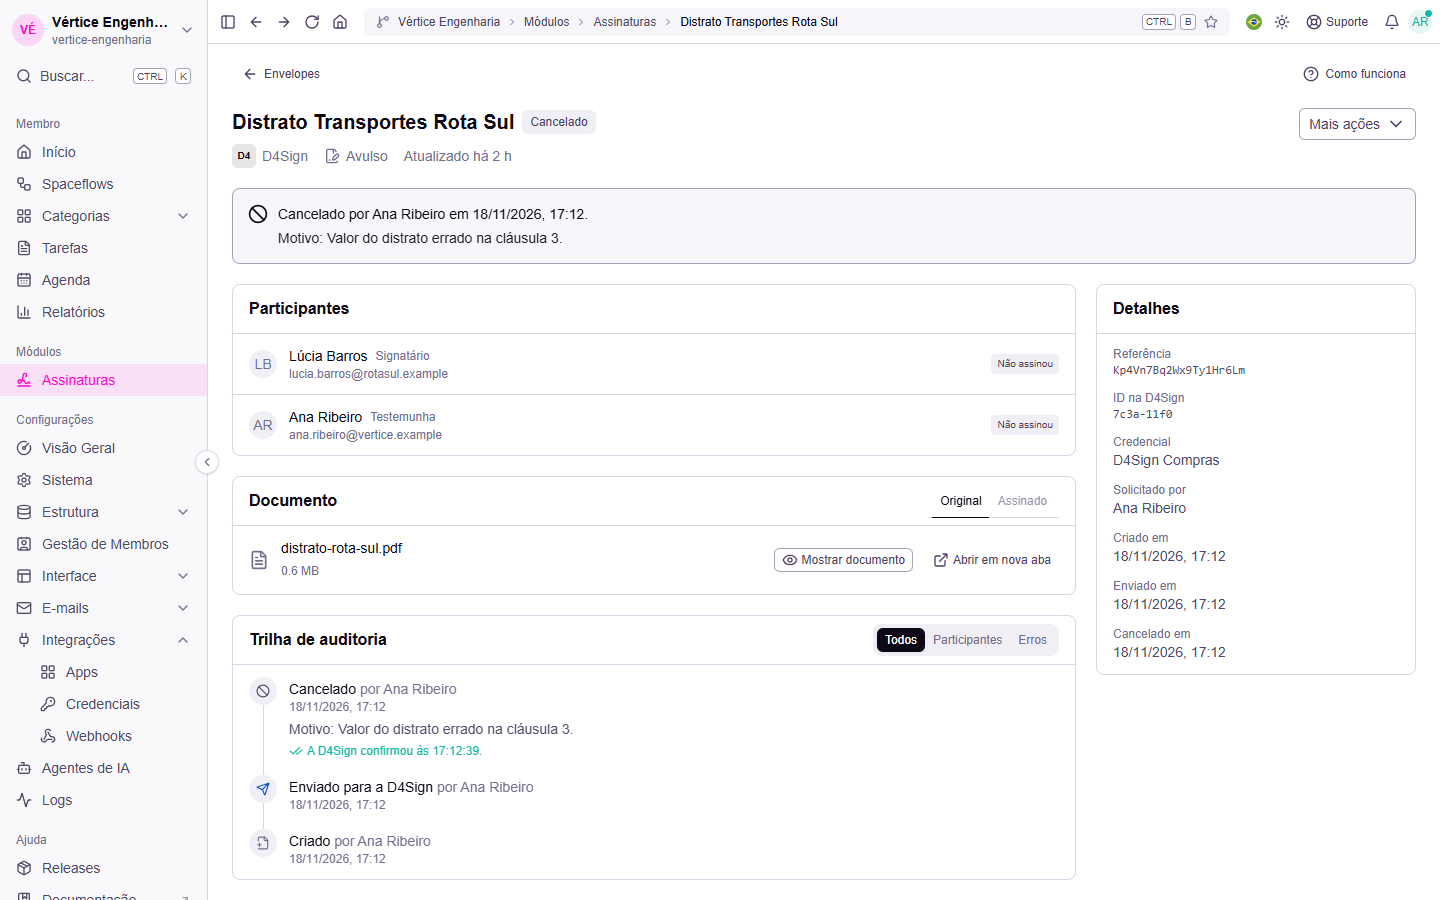 VÉ
Vértice Engenh...
vertice-engenharia
Buscar...
CTRL K
Membro
Início
Spaceflows
Categorias
Tarefas
Agenda
Relatórios
Módulos
Assinaturas
Configurações
Visão Geral
Sistema
Estrutura
Gestão de Membros
Interface
E-mails
Integrações
Apps
Credenciais
Webhooks
Agentes de IA
Logs
Ajuda
Releases
Documentação
Vértice Engenharia
Módulos
Assinaturas
Distrato Transportes Rota Sul
CTRL B
Suporte
AR
Envelopes
Como funciona
Distrato Transportes Rota Sul
Cancelado
Mais ações
D4 D4Sign
Avulso
Atualizado há 2 h
Cancelado por Ana Ribeiro em 18/11/2026, 17:12.
Motivo: Valor do distrato errado na cláusula 3.
Participantes
LB
Lúcia Barros Signatário
lucia.barros@rotasul.example
Não assinou
AR
Ana Ribeiro Testemunha
ana.ribeiro@vertice.example
Não assinou
Documento
Original
Assinado
distrato-rota-sul.pdf
0.6 MB
Mostrar documento
Abrir em nova aba
Trilha de auditoria
Todos
Participantes
Erros
Cancelado por Ana Ribeiro
18/11/2026, 17:12
Motivo: Valor do distrato errado na cláusula 3.
A D4Sign confirmou às 17:12:39.
Enviado para a D4Sign por Ana Ribeiro
18/11/2026, 17:12
Criado por Ana Ribeiro
18/11/2026, 17:12
Detalhes
Referência
Kp4Vn7Bq2Wx9Ty1Hr6Lm
ID na D4Sign
7c3a-11f0
Credencial
D4Sign Compras
Solicitado por
Ana Ribeiro
Criado em
18/11/2026, 17:12
Enviado em
18/11/2026, 17:12
Cancelado em
18/11/2026, 17:12